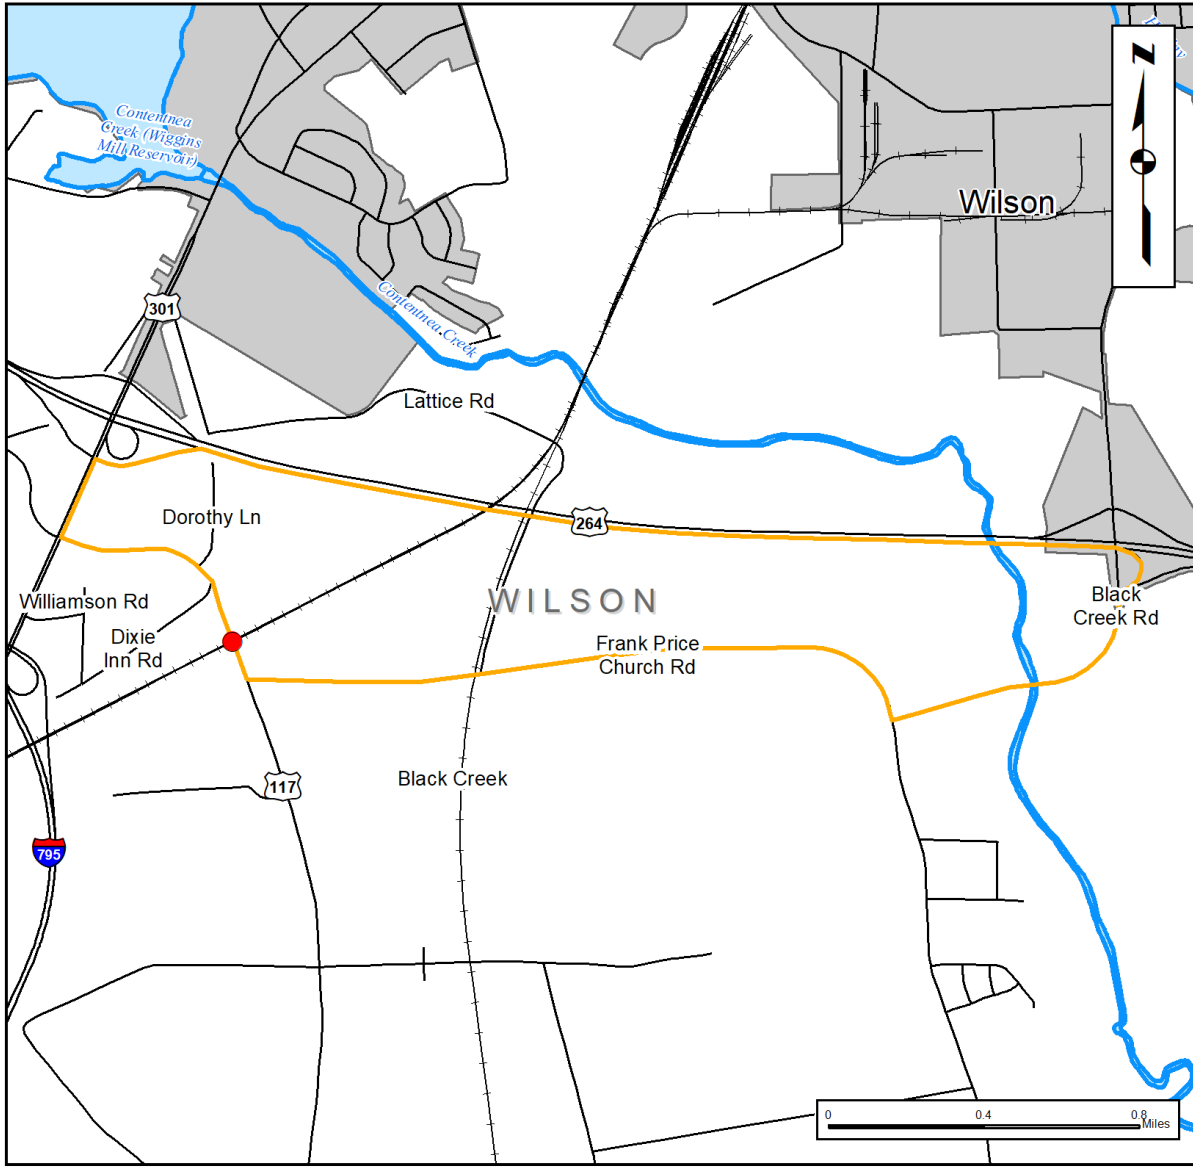 Contentnea
Creek (Wiggins
Mill Reservoir)
N
Wilson
301
Contentnea Creek
Lattice Rd
Dorothy Ln
264
Williamson Rd
WILSON
Black
Creek Rd
Dixie
Inn Rd
Frank Price
Church Rd
Black Creek
117
795
0 0.4 0.8
Miles